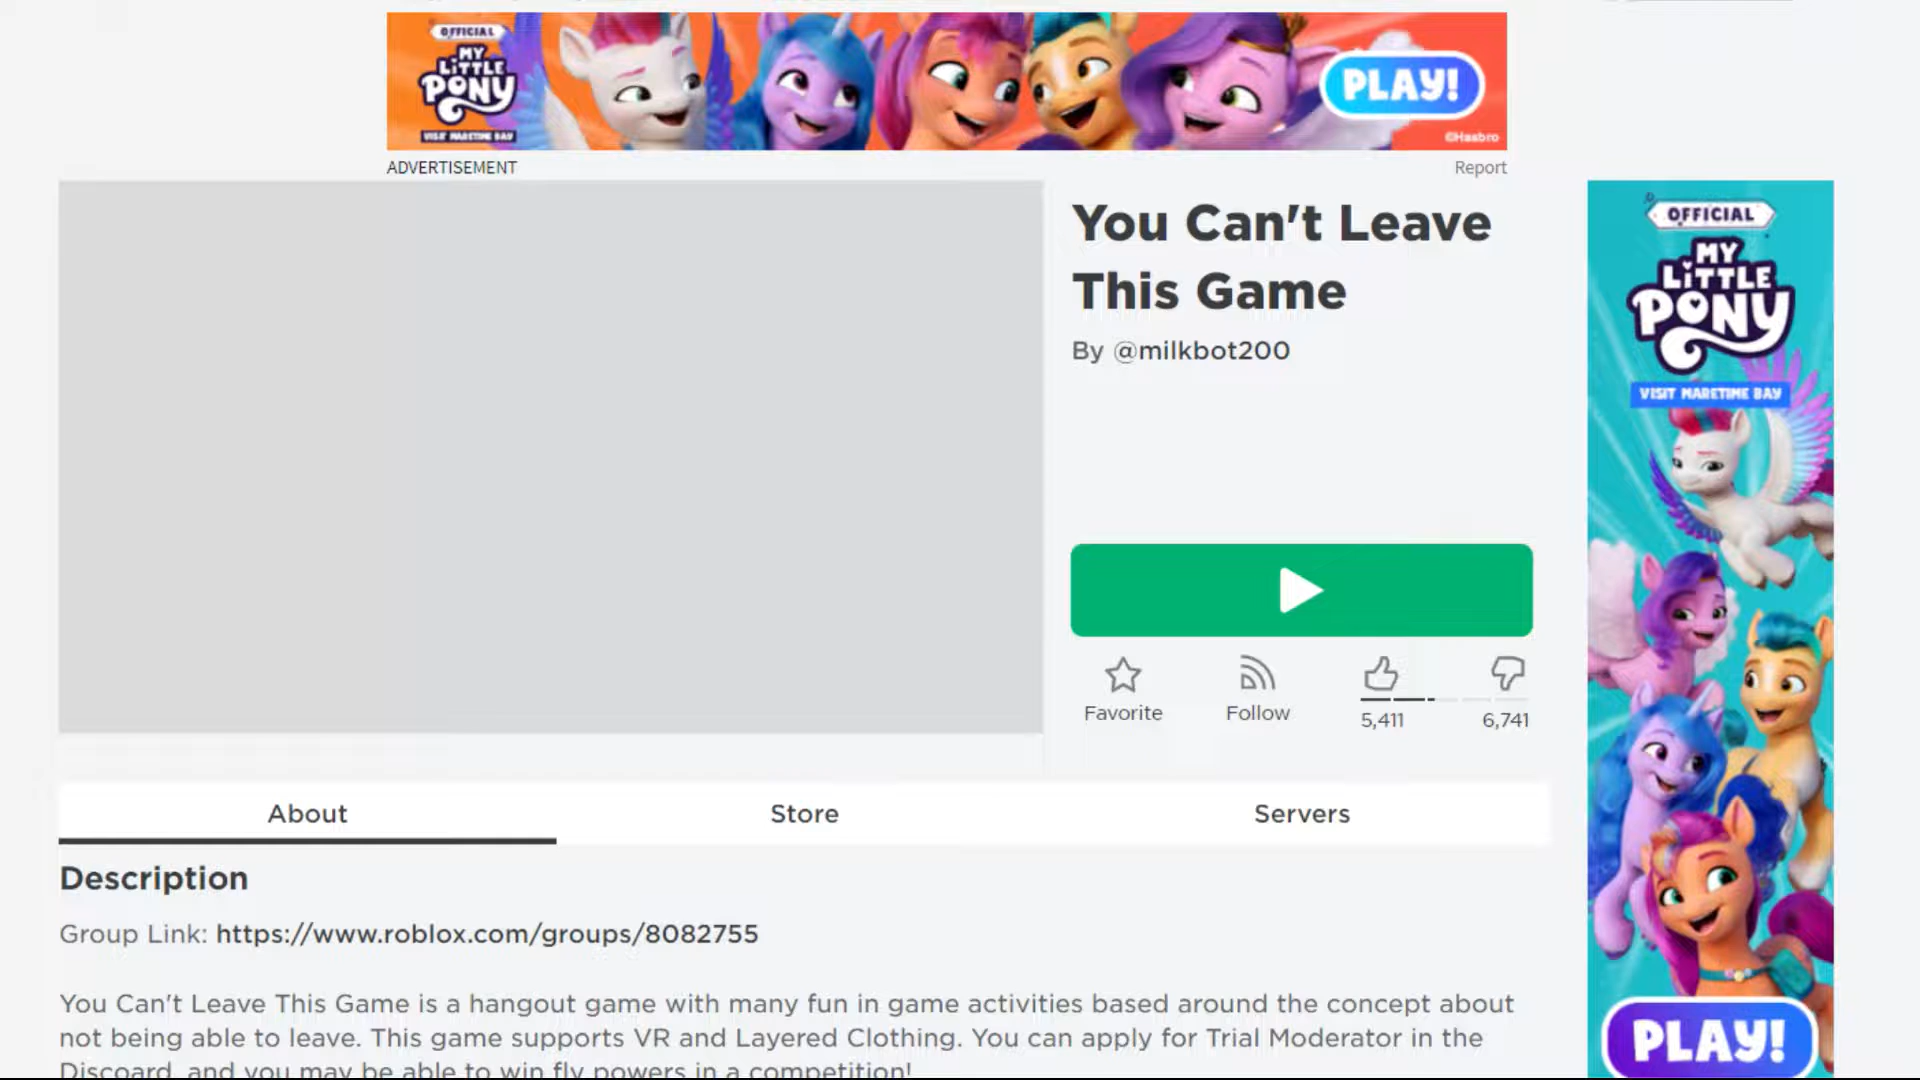 OFFICIAL
MY
LITTLE
PONY
VISIT MARETIME BAY
PLAY!
©Hasbro
ADVERTISEMENT
Report
You Can't Leave
This Game
By @milkbot200
Favorite
Follow
5,411
6,741
About
Store
Servers
Description
Group Link: https://www.roblox.com/groups/8082755
You Can't Leave This Game is a hangout game with many fun in game activities based around the concept about
not being able to leave. This game supports VR and Layered Clothing. You can apply for Trial Moderator in the
Discoard, and you may be able to win fly powers in a competition!
OFFICIAL
MY
LITTLE
PONY
VISIT MARETIME BAY
PLAY!